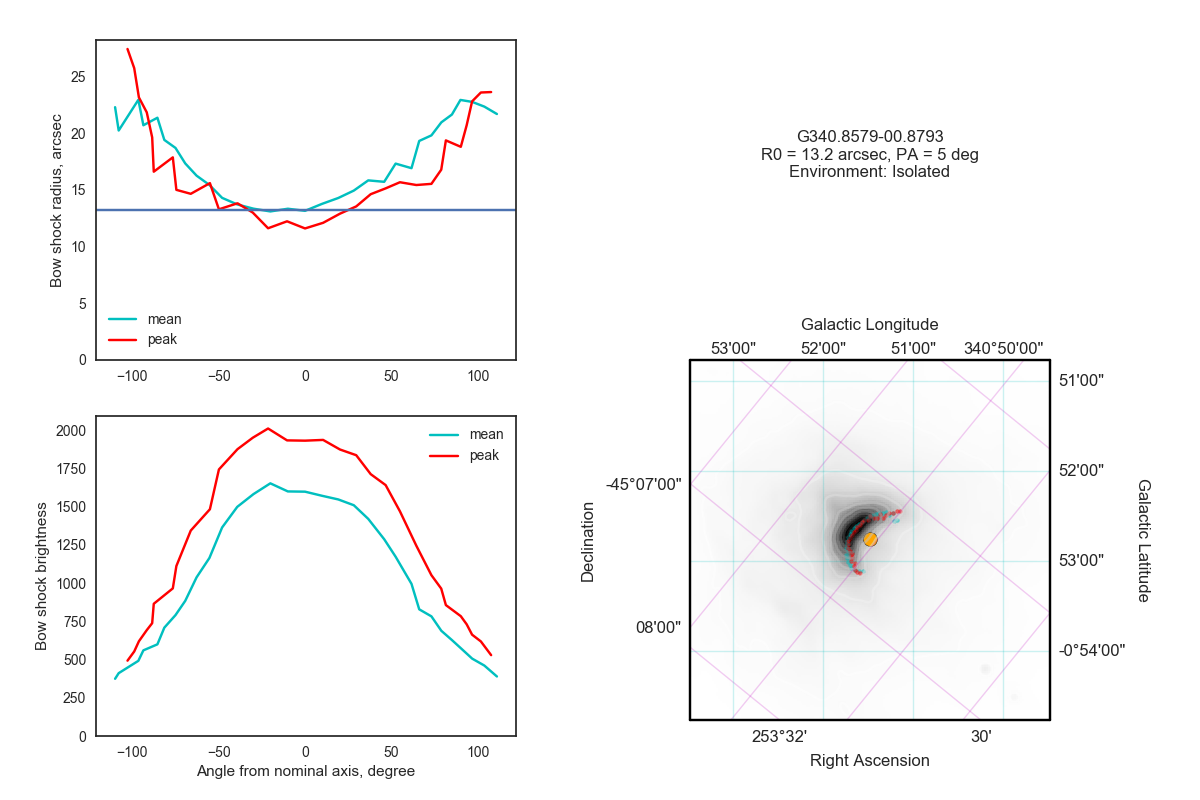 25
20
15
10
5
0
Bow shock radius, arcsec
mean
peak
−100
−50
0
50
100
2000
1750
1500
1250
1000
750
500
250
0
Bow shock brightness
mean
peak
−100
−50
0
50
100
Angle from nominal axis, degree
G340.8579-00.8793
R0 = 13.2 arcsec, PA = 5 deg
Environment: Isolated
Galactic Longitude
53'00" 52'00" 51'00" 340°50'00"
51'00"
52'00"
53'00"
-0°54'00"
Galactic Latitude
-45°07'00"
08'00"
Declination
253°32' 30'
Right Ascension